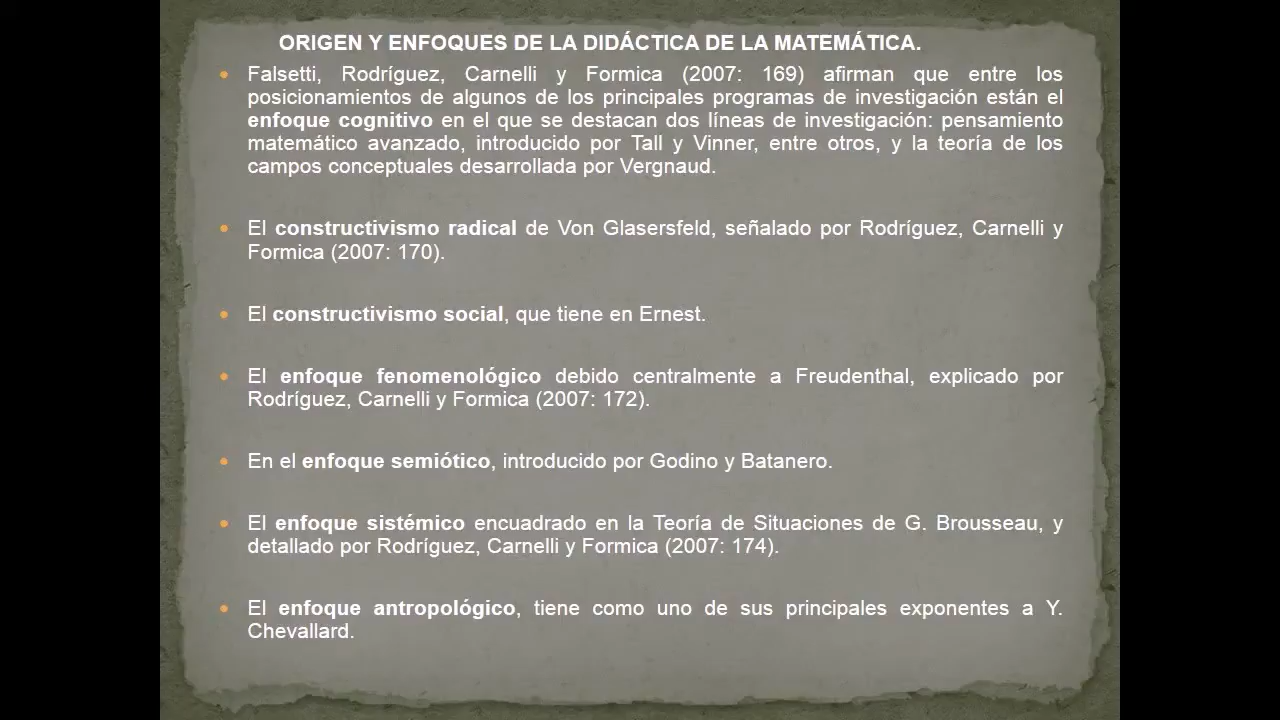 ORIGEN Y ENFOQUES DE LA DIDÁCTICA DE LA MATEMÁTICA.
• Falsetti, Rodríguez, Carnelli y Formica (2007: 169) afirman que entre los
posicionamientos de algunos de los principales programas de investigación están el
enfoque cognitivo en el que se destacan dos líneas de investigación: pensamiento
matemático avanzado, introducido por Tall y Vinner, entre otros, y la teoría de los
campos conceptuales desarrollada por Vergnaud.
• El constructivismo radical de Von Glasersfeld, señalado por Rodríguez, Carnelli y
Formica (2007: 170).
• El constructivismo social, que tiene en Ernest.
• El enfoque fenomenológico debido centralmente a Freudenthal, explicado por
Rodríguez, Carnelli y Formica (2007: 172).
• En el enfoque semiótico, introducido por Godino y Batanero.
• El enfoque sistémico encuadrado en la Teoría de Situaciones de G. Brousseau, y
detallado por Rodríguez, Carnelli y Formica (2007: 174).
• El enfoque antropológico, tiene como uno de sus principales exponentes a Y.
Chevallard.